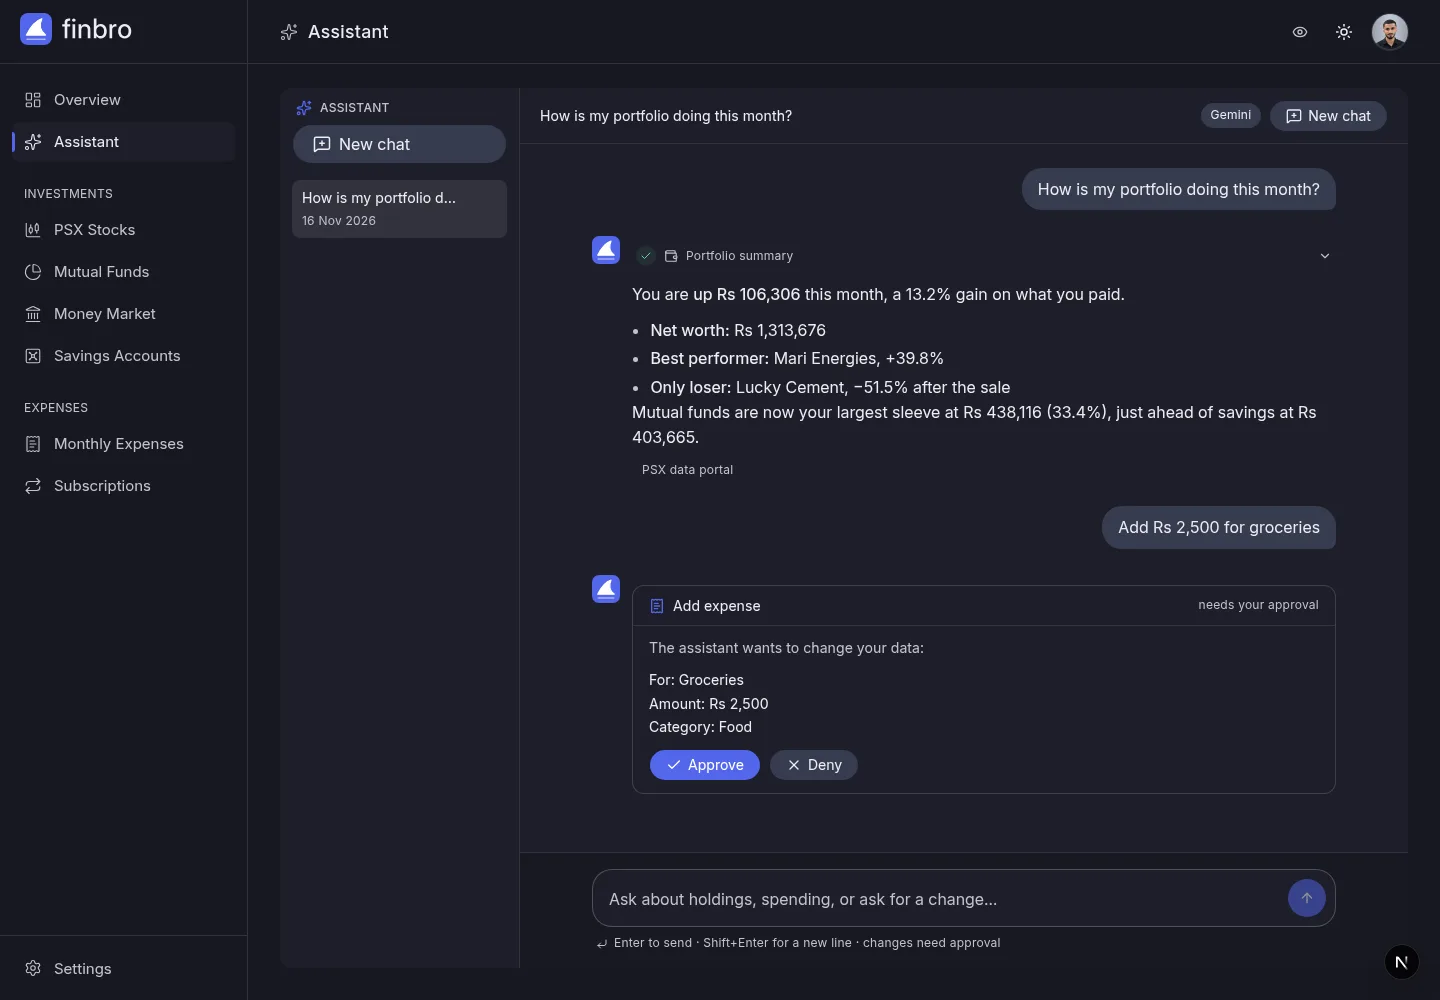 finbro
Assistant
Overview
Assistant
INVESTMENTS
PSX Stocks
Mutual Funds
Money Market
Savings Accounts
EXPENSES
Monthly Expenses
Subscriptions
Settings
ASSISTANT
New chat
How is my portfolio d...
16 Nov 2026
How is my portfolio doing this month?
Gemini
New chat
How is my portfolio doing this month?
Portfolio summary
You are up Rs 106,306 this month, a 13.2% gain on what you paid.
• Net worth: Rs 1,313,676
• Best performer: Mari Energies, +39.8%
• Only loser: Lucky Cement, −51.5% after the sale
Mutual funds are now your largest sleeve at Rs 438,116 (33.4%), just ahead of savings at Rs
403,665.
PSX data portal
Add Rs 2,500 for groceries
Add expense
needs your approval
The assistant wants to change your data:
For: Groceries
Amount: Rs 2,500
Category: Food
Approve
Deny
Ask about holdings, spending, or ask for a change...
Enter to send · Shift+Enter for a new line · changes need approval
N